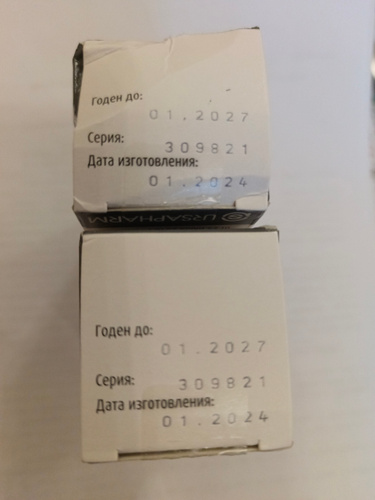 Годен до:
01.2027
Серия:
309821
Дата изготовления:
01.2024
URSAPHARM
Годен до:
01.2027
Серия:
309821
Дата изготовления:
01.2024